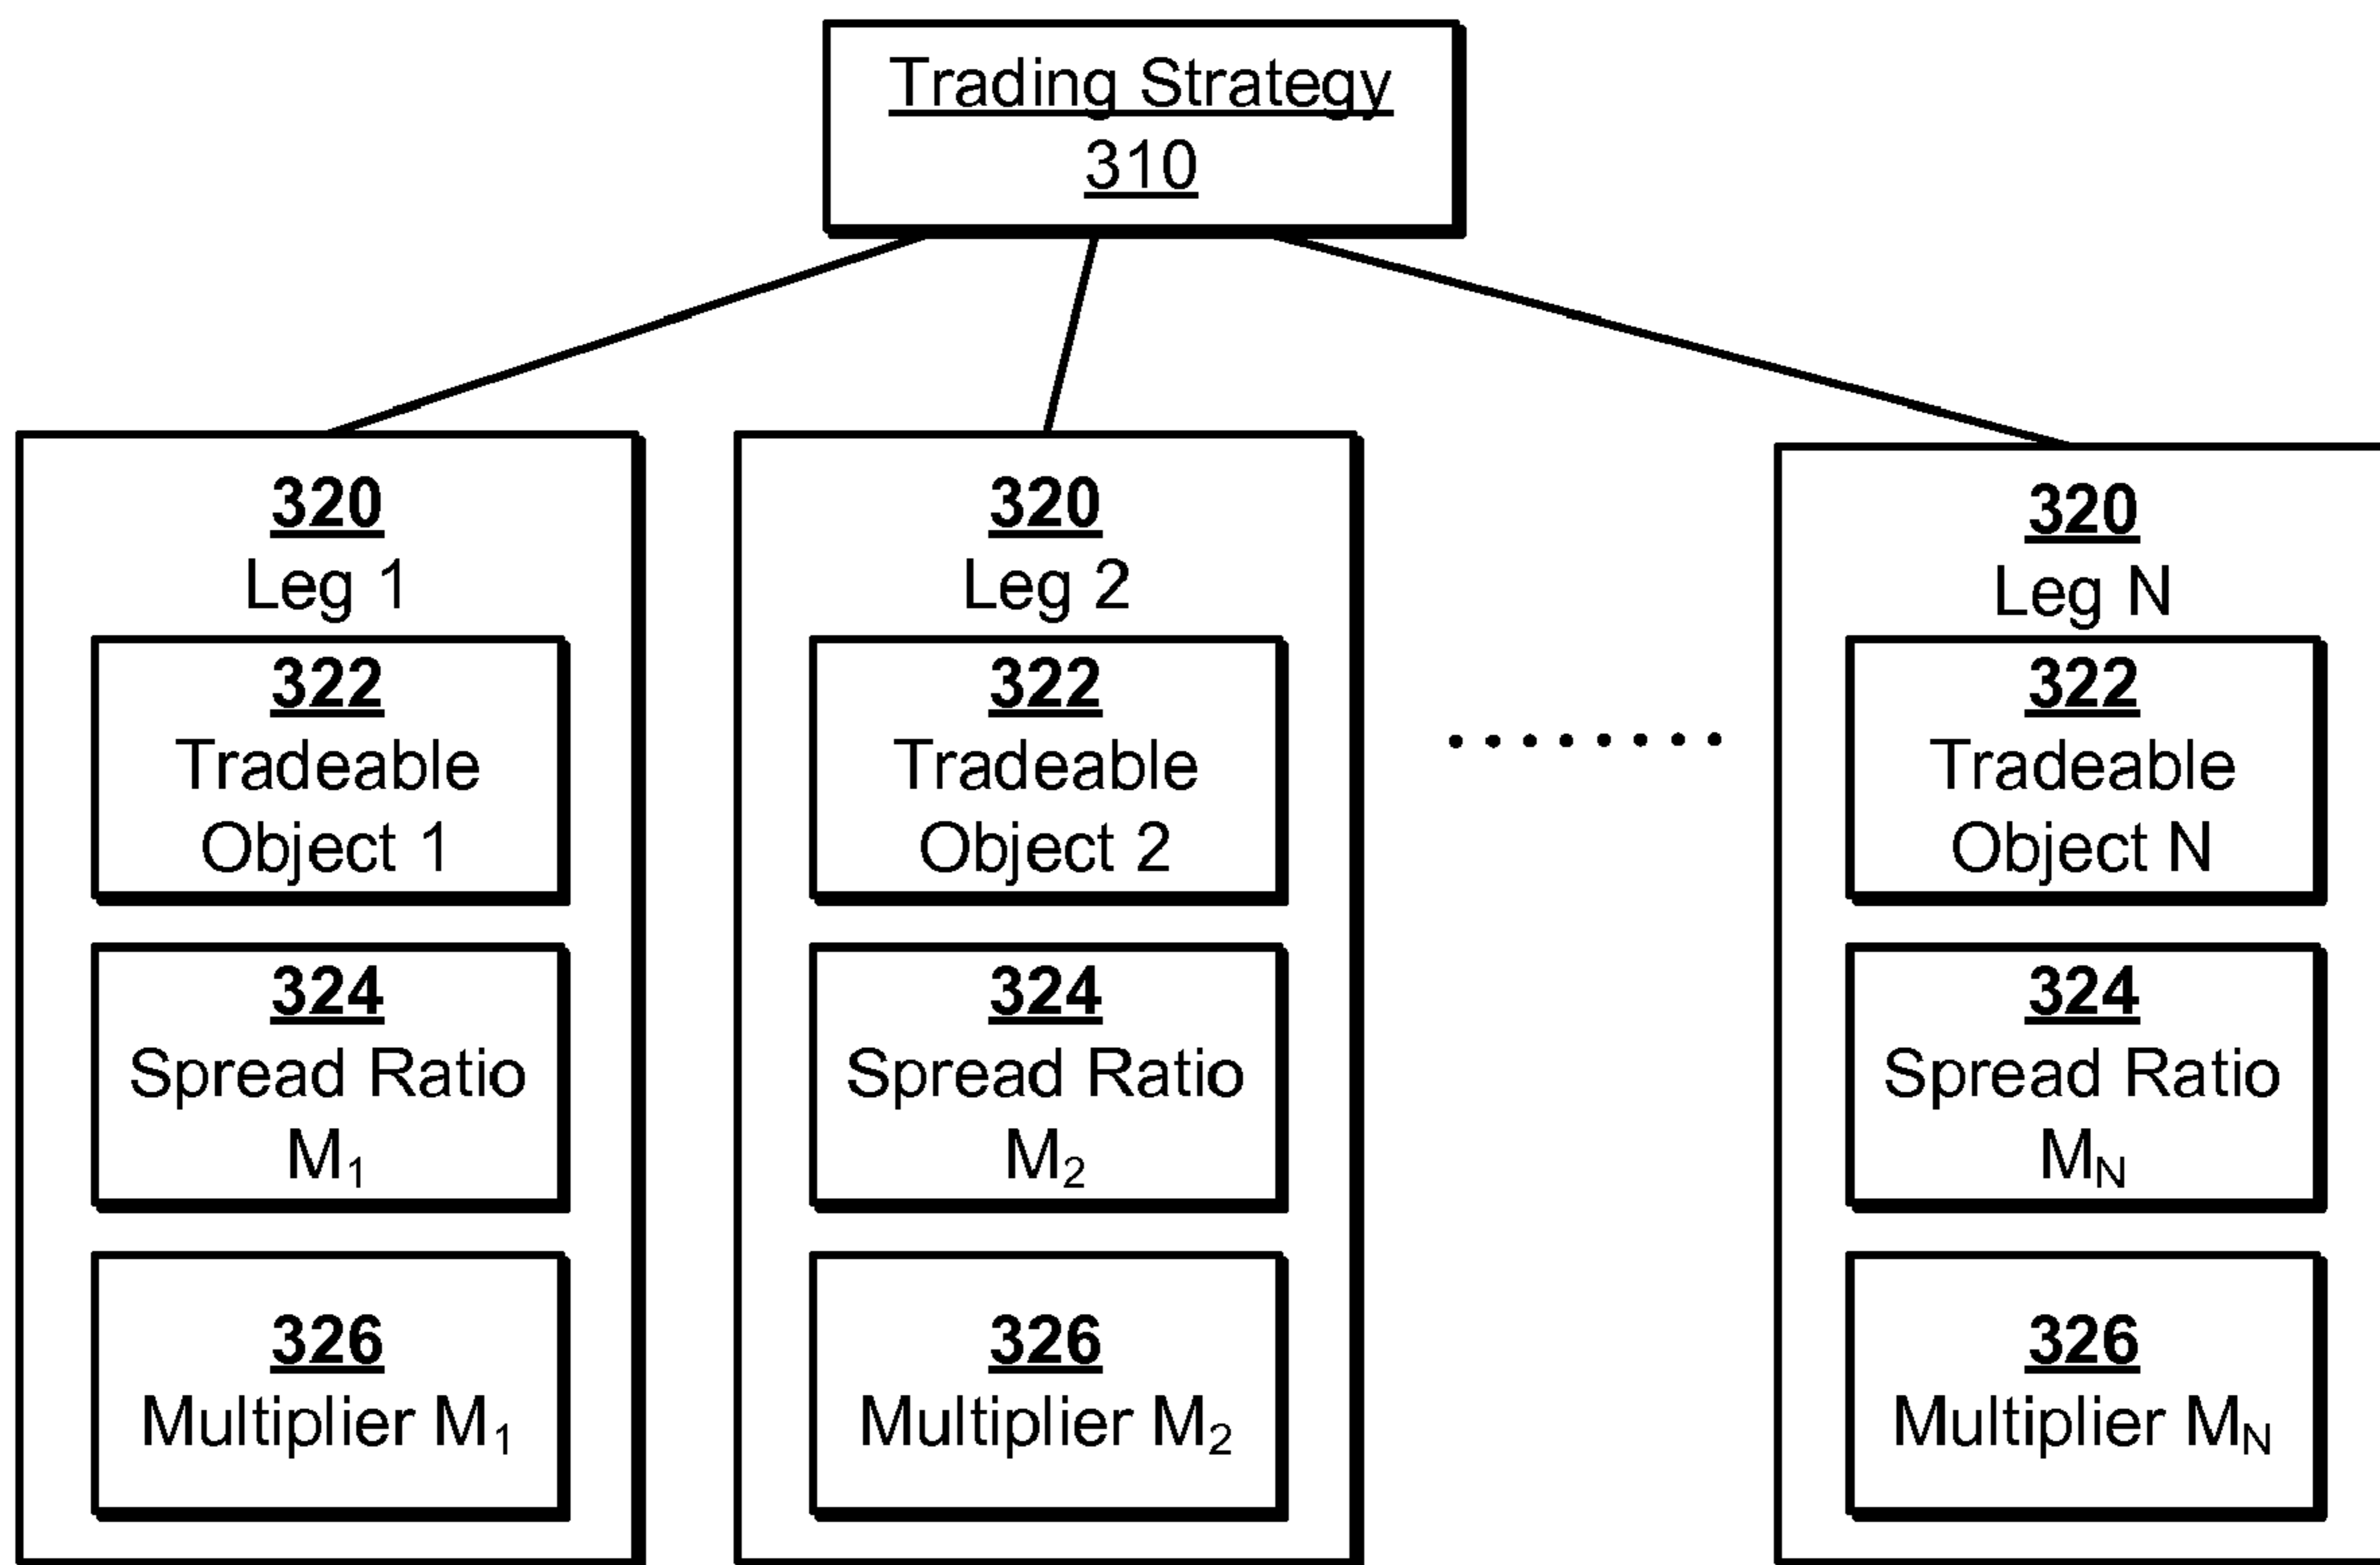 Trading Strategy
310
320
Leg 1
322
Tradeable
Object 1
324
Spread Ratio
M₁
326
Multiplier M₁
320
Leg 2
322
Tradeable
Object 2
324
Spread Ratio
M₂
326
Multiplier M₂
........
320
Leg N
322
Tradeable
Object N
324
Spread Ratio
M_N
326
Multiplier M_N